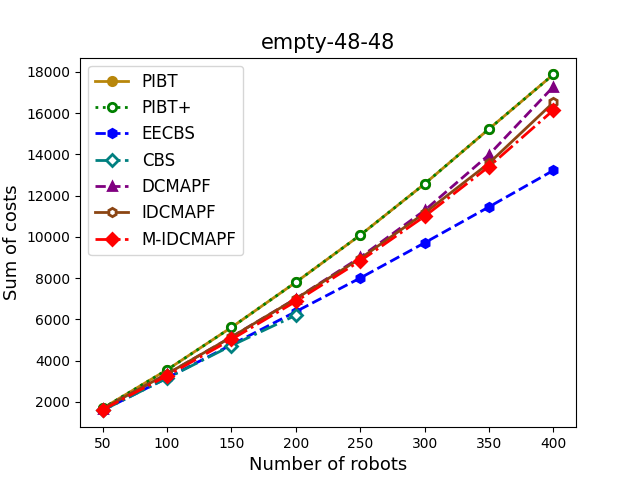 empty-48-48
18000
16000
14000
12000
10000
8000
6000
4000
2000
Sum of costs
PIBT
PIBT+
EECBS
CBS
DCMAPF
IDCMAPF
M-IDCMAPF
50 100 150 200 250 300 350 400
Number of robots